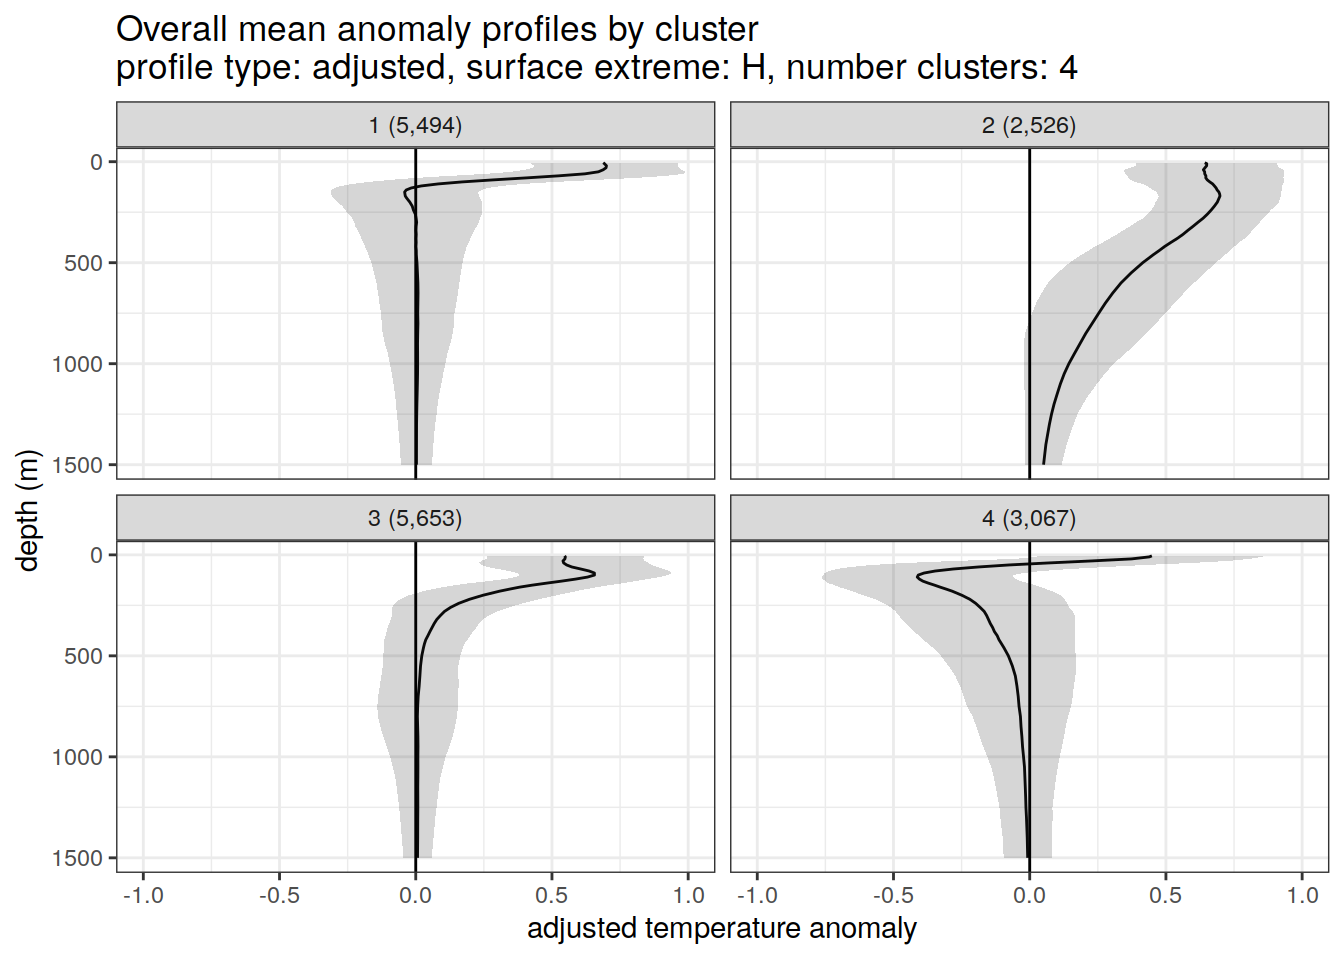 Overall mean anomaly profiles by cluster
profile type: adjusted, surface extreme: H, number clusters: 4
1 (5,494)
2 (2,526)
0
500
1000
1500
depth (m)
3 (5,653)
4 (3,067)
0
500
1000
1500
-1.0 -0.5 0.0 0.5 1.0 -1.0 -0.5 0.0 0.5 1.0
adjusted temperature anomaly